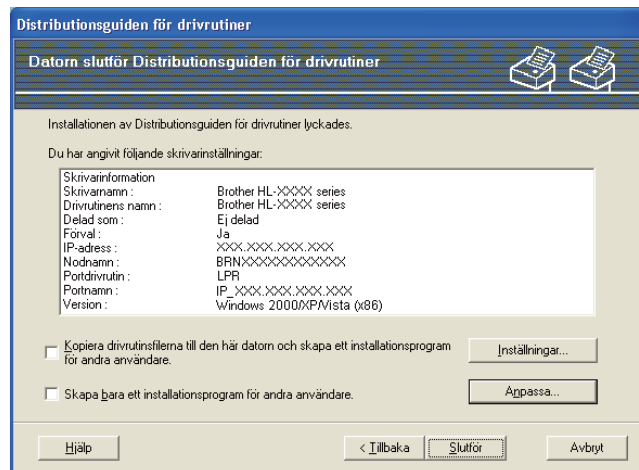 Distributionsguiden för drivrutiner
Datorn slutför Distributionsguiden för drivrutiner
Installationen av Distributionsguiden för drivrutiner lyckades.
Du har angivit följande skrivarinställningar:
Skrivarinformation
Skrivarnamn : Brother HL-XXXX series
Drivrutinens namn : Brother HL-XXXX series
Delad som : Ej delad
Förval : Ja
IP-adress : XXX.XXX.XXX.XXX
Nodnamn : BRNXXXXXXXXXXXX
Portdrivrutin : LPR
Portnamn : IP_XXX.XXX.XXX.XXX
Version : Windows 2000/XP/Vista (x86)
Kopiera drivrutinsfilerna till den här datorn och skapa ett installationsprogram
för andra användare.
Inställningar...
Skapa bara ett installationsprogram för andra användare.
Anpassa...
Hjälp
< Tillbaka
Slutför
Avbryt